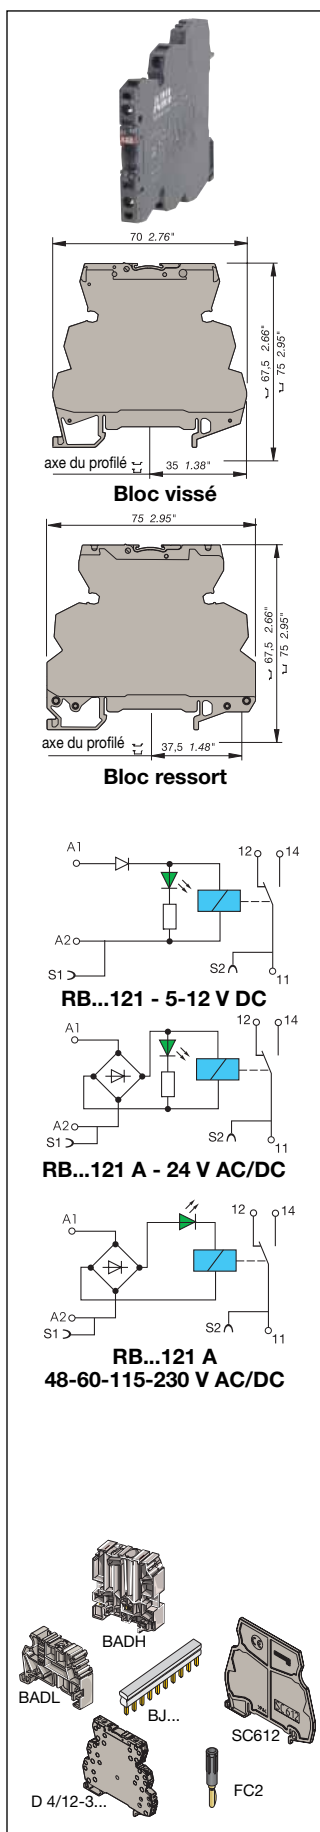 ABB
70 2.76"
67,5 2.66"
75 2.95"
axe du profilé
35 1.38"
Bloc vissé
75 2.95"
67,5 2.66"
75 2.95"
axe du profilé
37,5 1.48"
Bloc ressort
A1
12
14
A2
S1
S2
11
RB...121 - 5-12 V DC
A1
12
14
A2
S1
S2
11
RB...121 A - 24 V AC/DC
A1
12
14
A2
S1
S2
11
RB...121 A
48-60-115-230 V AC/DC
BADH
BADL
BJ...
SC612
SC612
D 4/12-3...
FC2